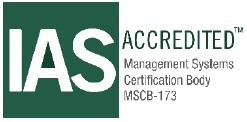 IAS ACCREDITED™
Management Systems
Certification Body
MSCB-173